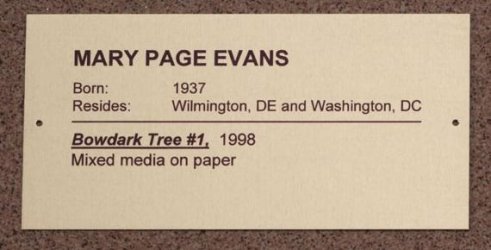 MARY PAGE EVANS
Born: 1937
Resides: Wilmington, DE and Washington, DC
Bowdark Tree #1, 1998
Mixed media on paper